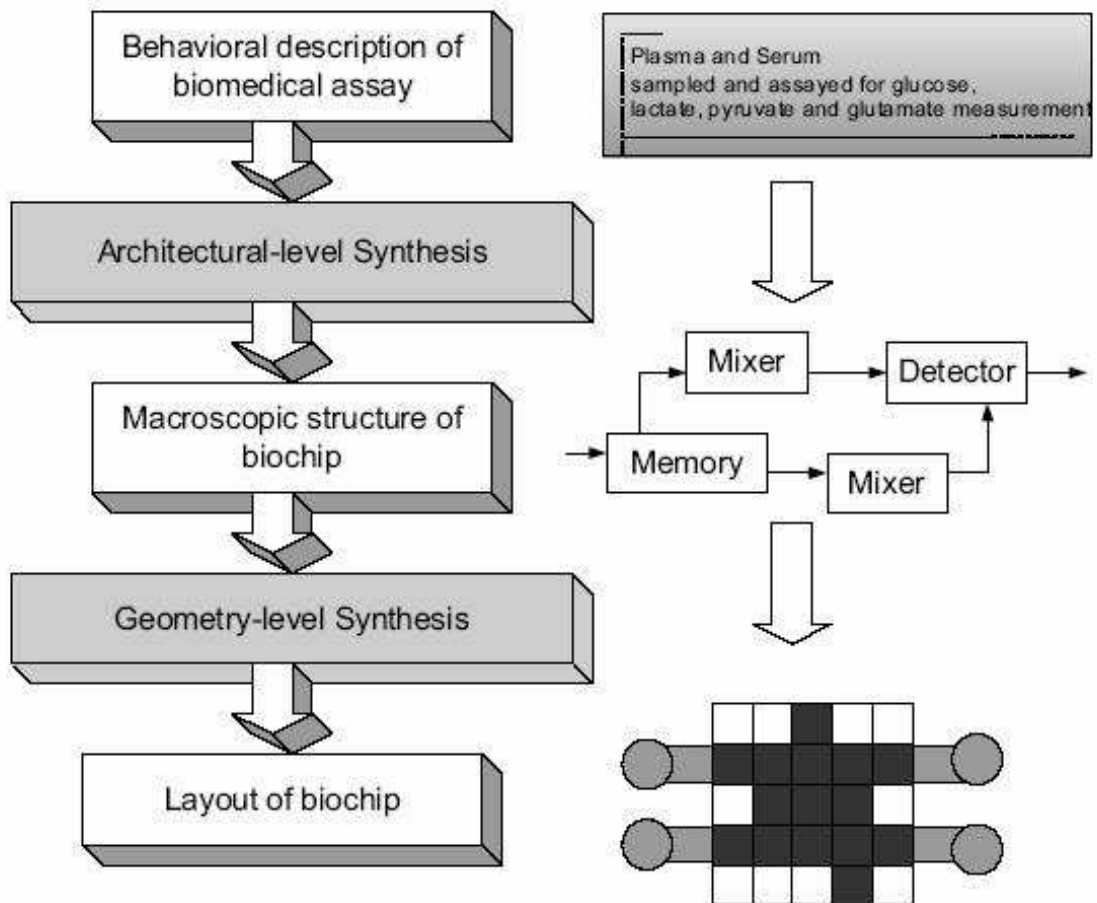 Behavioral description of
biomedical assay
Architectural-level Synthesis
Macroscopic structure of
biochip
Geometry-level Synthesis
Layout of biochip
Plasma and Serum
sampled and assayed for glucose,
lactate, pyruvate and glutamate measurement
Mixer
Detector
Memory
Mixer